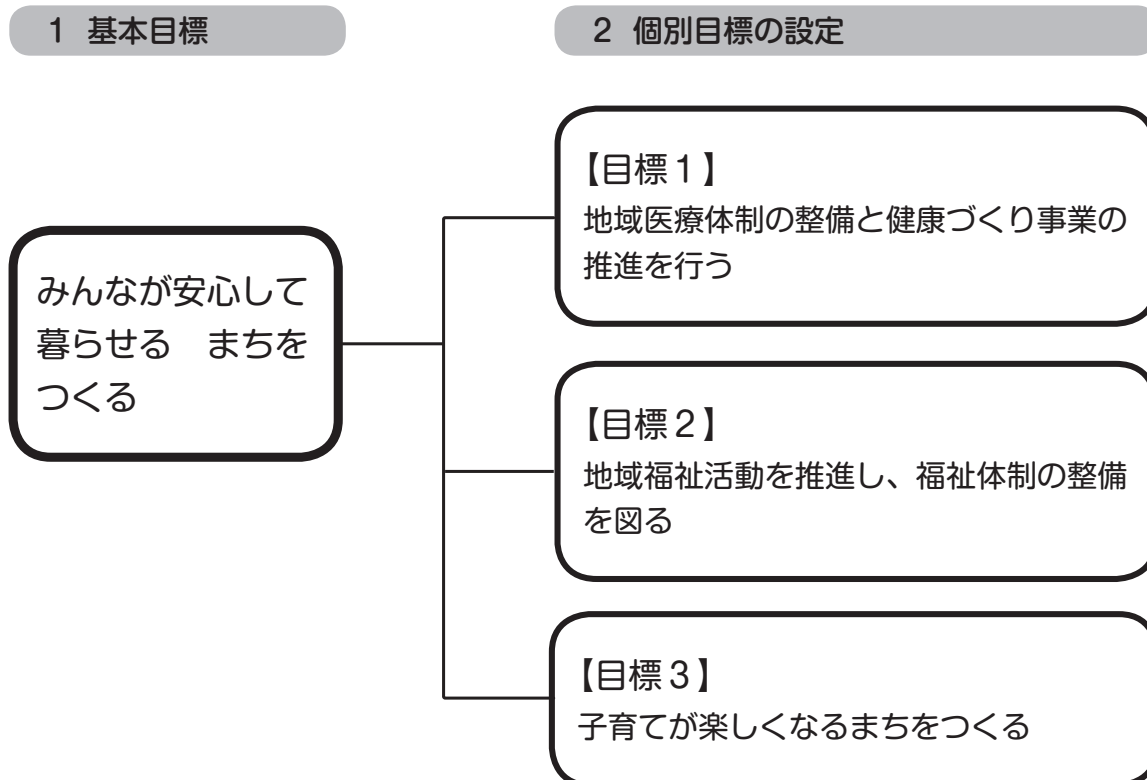 1 基本目標
2 個別目標の設定
みんなが安心して
暮らせる　まちを
つくる
【目標１】
地域医療体制の整備と健康づくり事業の
推進を行う
【目標２】
地域福祉活動を推進し、福祉体制の整備
を図る
【目標３】
子育てが楽しくなるまちをつくる